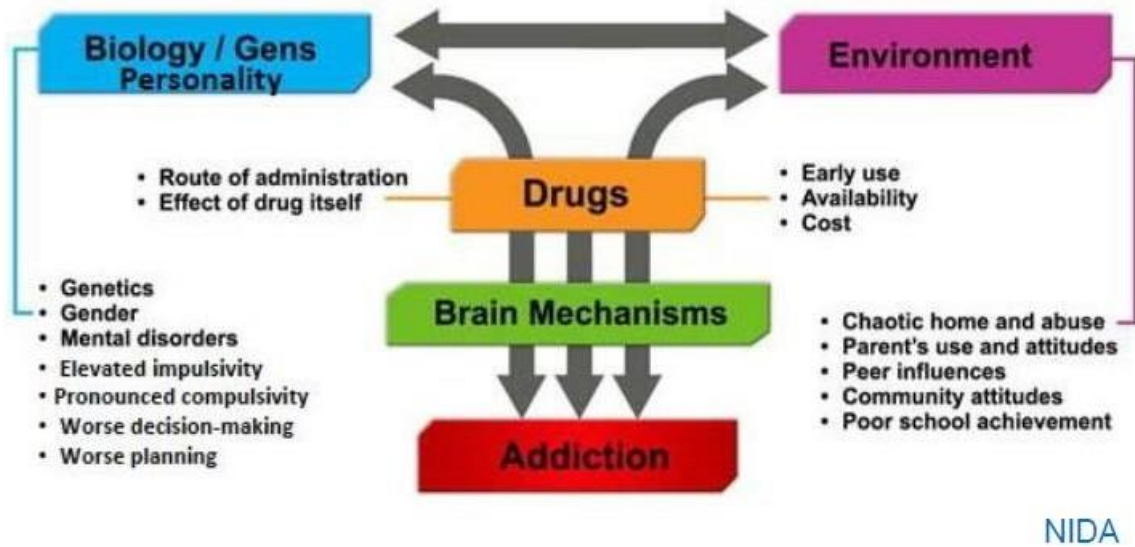 Biology / Gens
Personality
Environment
• Route of administration
• Effect of drug itself
Drugs
• Early use
• Availability
• Cost
Brain Mechanisms
• Genetics
• Gender
• Mental disorders
• Elevated impulsivity
• Pronounced compulsivity
• Worse decision-making
• Worse planning
• Chaotic home and abuse
• Parent's use and attitudes
• Peer influences
• Community attitudes
• Poor school achievement
Addiction
NIDA